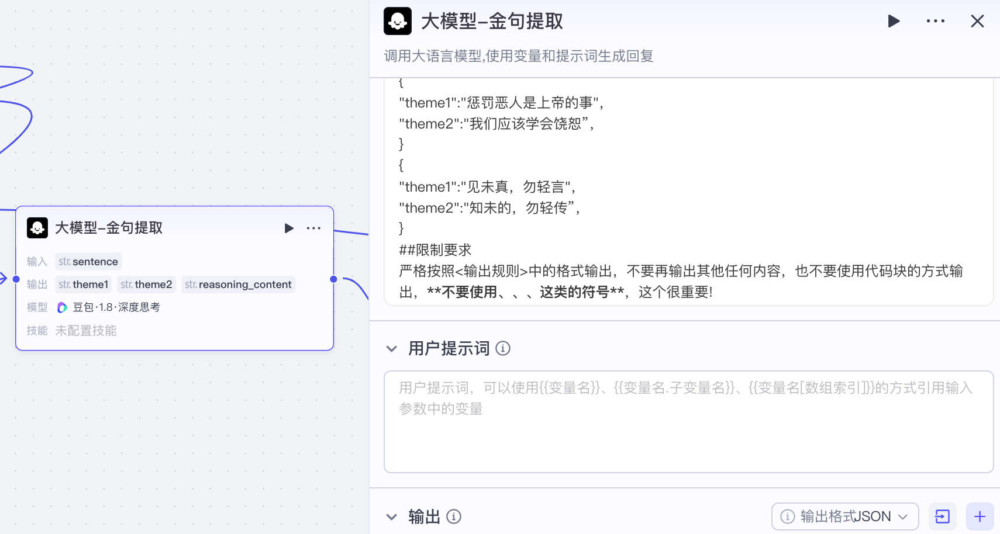 大模型-金句提取
输入 str.sentence
输出 str.theme1 str.theme2 str.reasoning_content
模型 豆包·1.8·深度思考
技能 未配置技能
大模型-金句提取
调用大语言模型,使用变量和提示词生成回复
{
"theme1":"惩罚恶人是上帝的事",
"theme2":"我们应该学会饶恕”,
}
{
"theme1":"见未真，勿轻言",
"theme2":"知未的，勿轻传”,
}
##限制要求
严格按照<输出规则>中的格式输出，不要再输出其他任何内容，也不要使用代码块的方式输
出，**不要使用、、、这类的符号**，这个很重要!
用户提示词
用户提示词，可以使用{{变量名}}、{{变量名.子变量名}}、{{变量名[数组索引]}}的方式引用输入
参数中的变量
输出 输出格式JSON